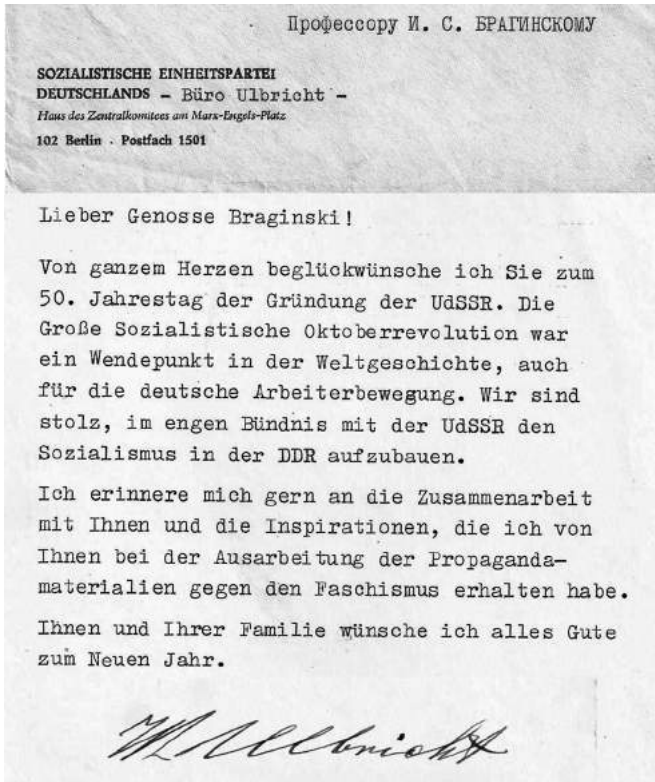 Профессору И. С. БРАГИНСКОМУ
SOZIALISTISCHE EINHEITSPARTEI
DEUTSCHLANDS – Büro Ulbricht –
Haus des Zentralkomitees am Marx-Engels-Platz
102 Berlin · Postfach 1501
Lieber Genosse Braginski!
Von ganzem Herzen beglückwünsche ich Sie zum
50. Jahrestag der Gründung der UdSSR. Die
Große Sozialistische Oktoberrevolution war
ein Wendepunkt in der Weltgeschichte, auch
für die deutsche Arbeiterbewegung. Wir sind
stolz, im engen Bündnis mit der UdSSR den
Sozialismus in der DDR aufzubauen.
Ich erinnere mich gern an die Zusammenarbeit
mit Ihnen und die Inspirationen, die ich von
Ihnen bei der Ausarbeitung der Propaganda-
materialien gegen den Faschismus erhalten habe.
Ihnen und Ihrer Familie wünsche ich alles Gute
zum Neuen Jahr.
W Ulbricht